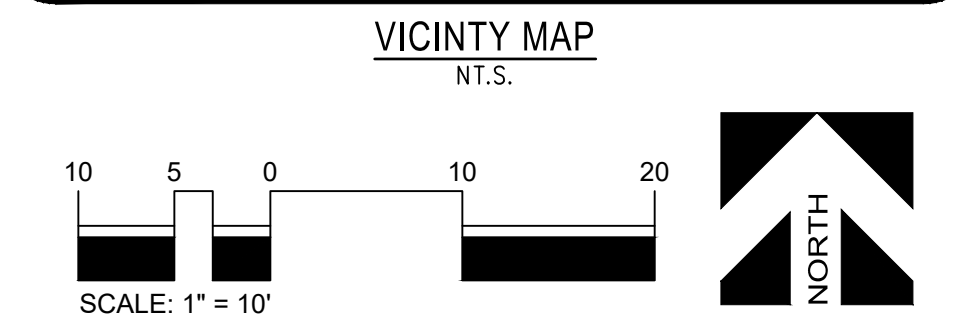 VICINTY MAP
NT.S.
10 5 0 10 20
SCALE: 1" = 10'
NORTH